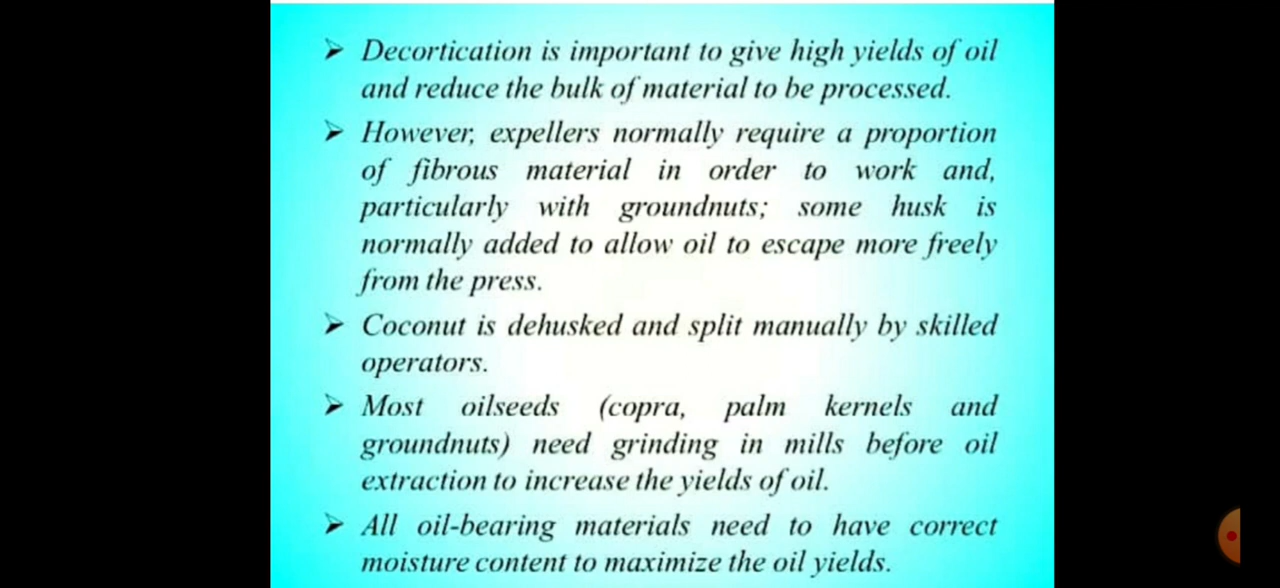 ➢ Decortication is important to give high yields of oil
and reduce the bulk of material to be processed.
➢ However, expellers normally require a proportion
of fibrous material in order to work and,
particularly with groundnuts; some husk is
normally added to allow oil to escape more freely
from the press.
➢ Coconut is dehusked and split manually by skilled
operators.
➢ Most oilseeds (copra, palm kernels and
groundnuts) need grinding in mills before oil
extraction to increase the yields of oil.
➢ All oil-bearing materials need to have correct
moisture content to maximize the oil yields.